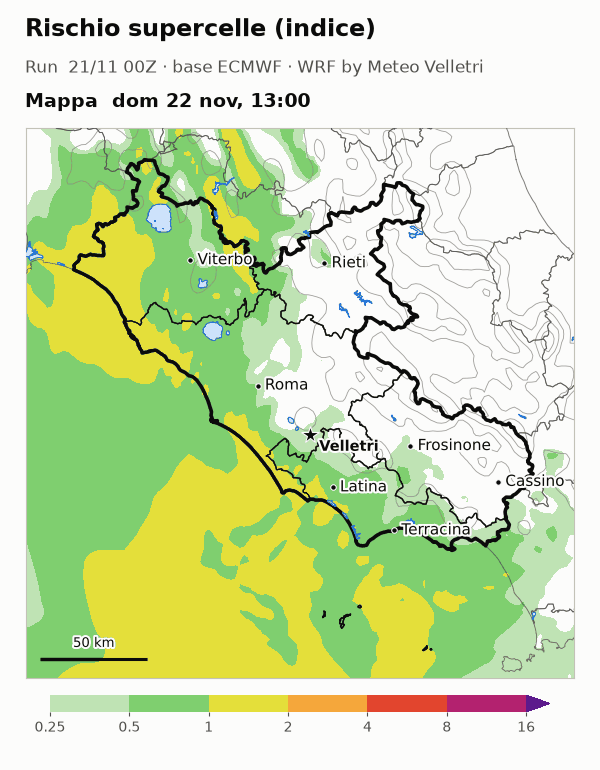 Rischio supercelle (indice)
Run  21/11 00Z · base ECMWF · WRF by Meteo Velletri
Mappa  dom 22 nov, 13:00
Viterbo
Rieti
Roma
Velletri
Frosinone
Cassino
Latina
Terracina
50 km
0.25 0.5 1 2 4 8 16